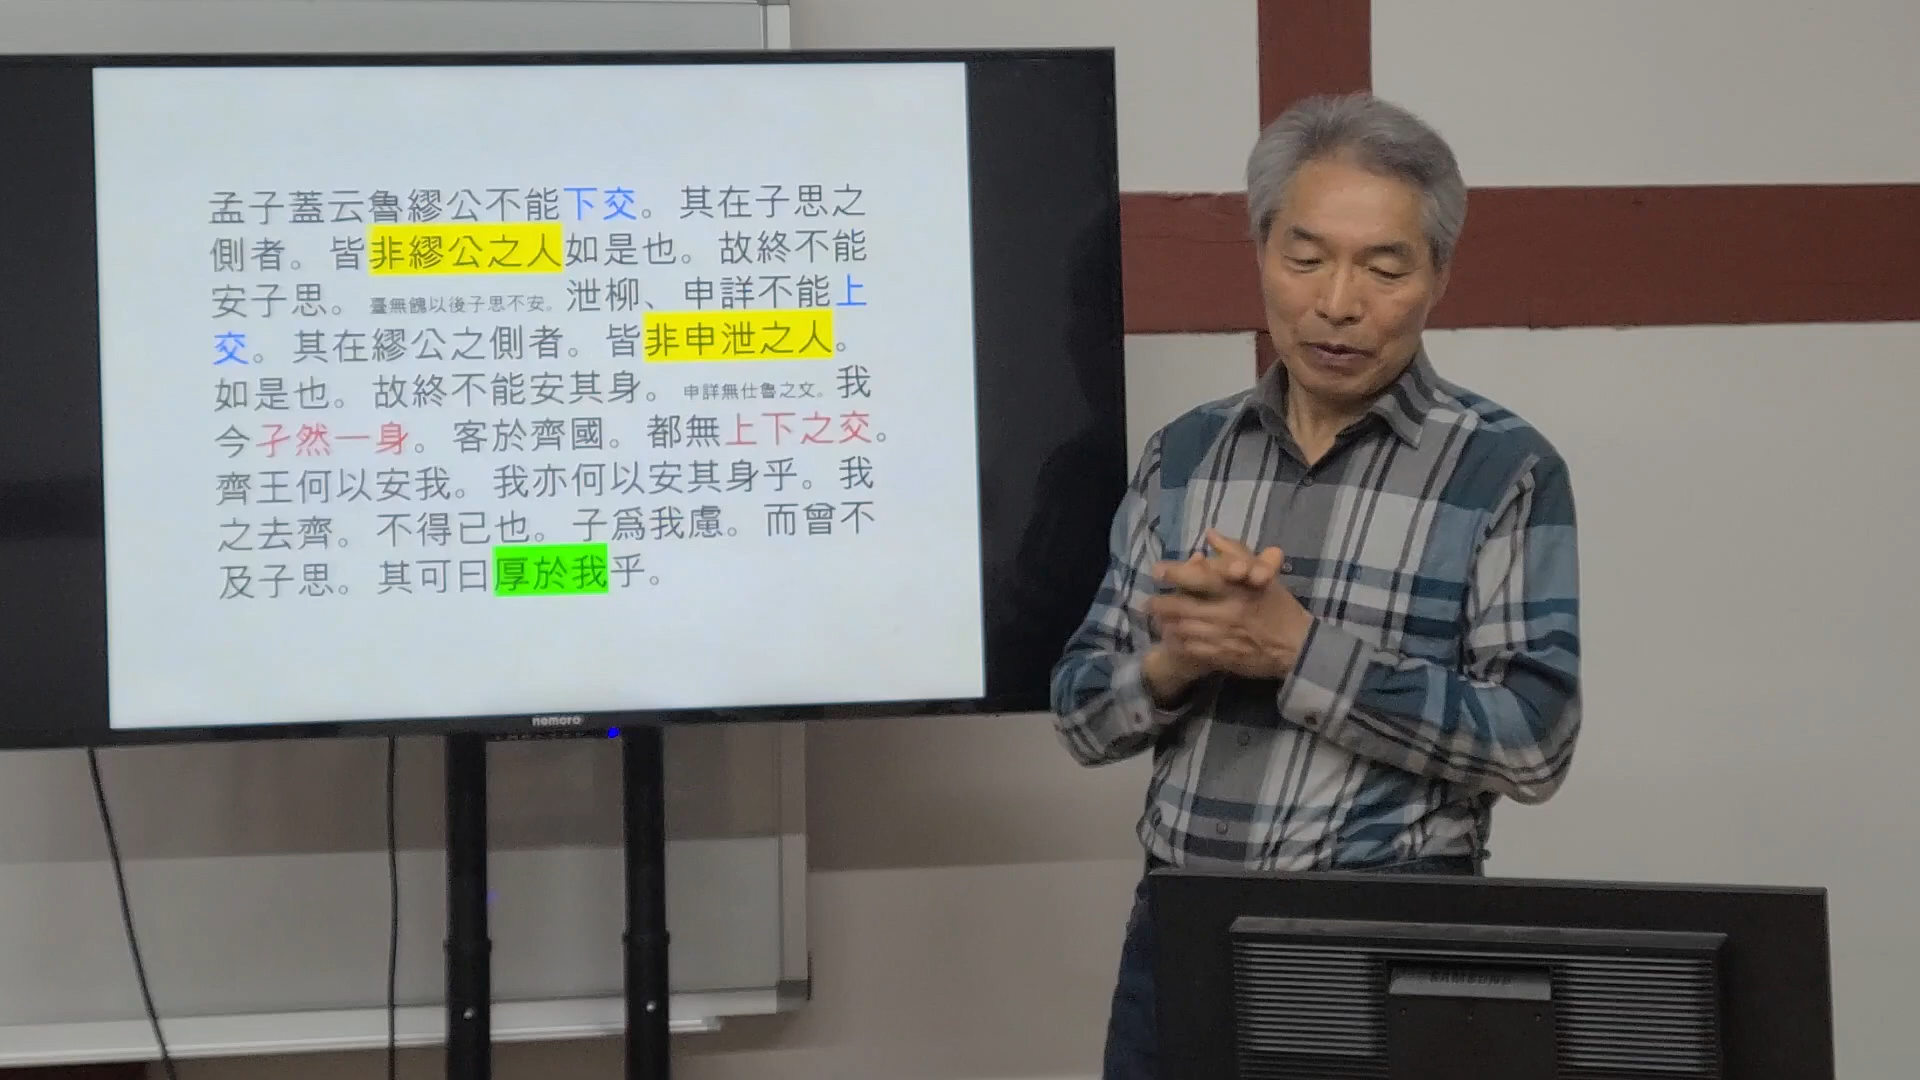 孟子蓋云魯繆公不能下交。其在子思之
側者。皆非繆公之人如是也。故終不能
安子思。臺無餽以後子思不安。泄柳、申詳不能上
交。其在繆公之側者。皆非申泄之人。
如是也。故終不能安其身。申詳無仕魯之文。我
今孑然一身。客於齊國。都無上下之交。
齊王何以安我。我亦何以安其身乎。我
之去齊。不得已也。子爲我慮。而曾不
及子思。其可曰厚於我乎。
nemoro
SAMSUNG